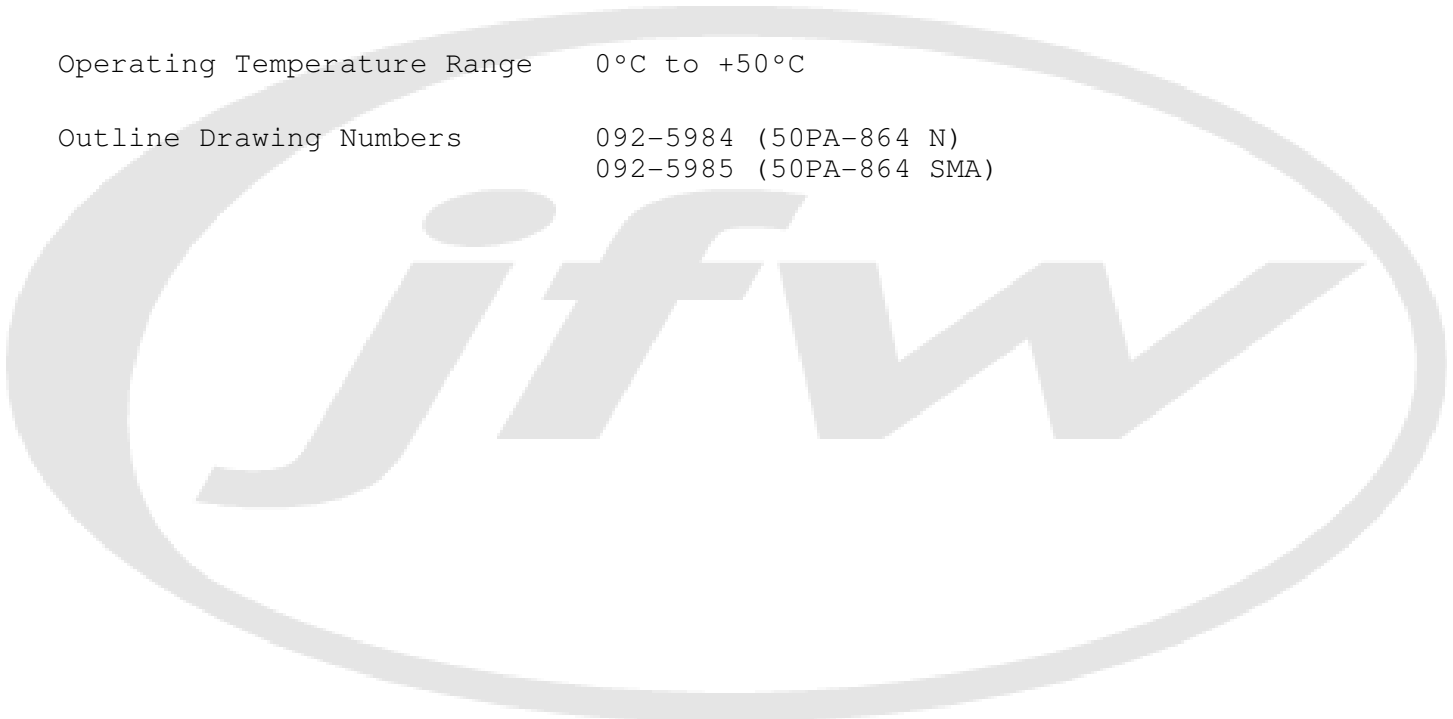 Operating Temperature Range 0°C to +50°C
Outline Drawing Numbers 092-5984 (50PA-864 N)
092-5985 (50PA-864 SMA)
jfw